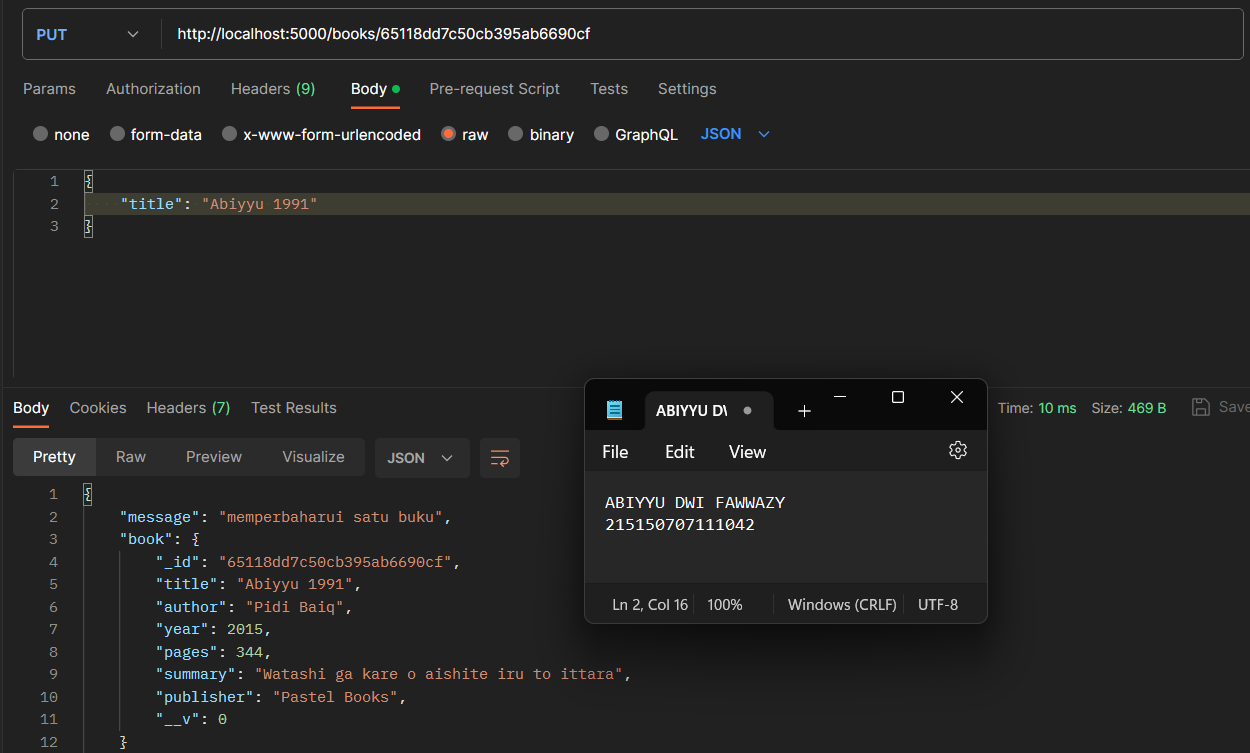 PUT http://localhost:5000/books/65118dd7c50cb395ab6690cf
Params Authorization Headers (9) Body Pre-request Script Tests Settings
none form-data x-www-form-urlencoded raw binary GraphQL JSON
1 {
2 "title": "Abiyyu 1991"
3 }
Body Cookies Headers (7) Test Results
Time: 10 ms Size: 469 B Save
Pretty Raw Preview Visualize JSON
1 {
2 "message": "memperbaharui satu buku",
3 "book": {
4 "_id": "65118dd7c50cb395ab6690cf",
5 "title": "Abiyyu 1991",
6 "author": "Pidi Baiq",
7 "year": 2015,
8 "pages": 344,
9 "summary": "Watashi ga kare o aishite iru to ittara",
10 "publisher": "Pastel Books",
11 "__v": 0
12 }
ABIYYU DW
File Edit View
ABIYYU DWI FAWWAZY
215150707111042
Ln 2, Col 16 100% Windows (CRLF) UTF-8